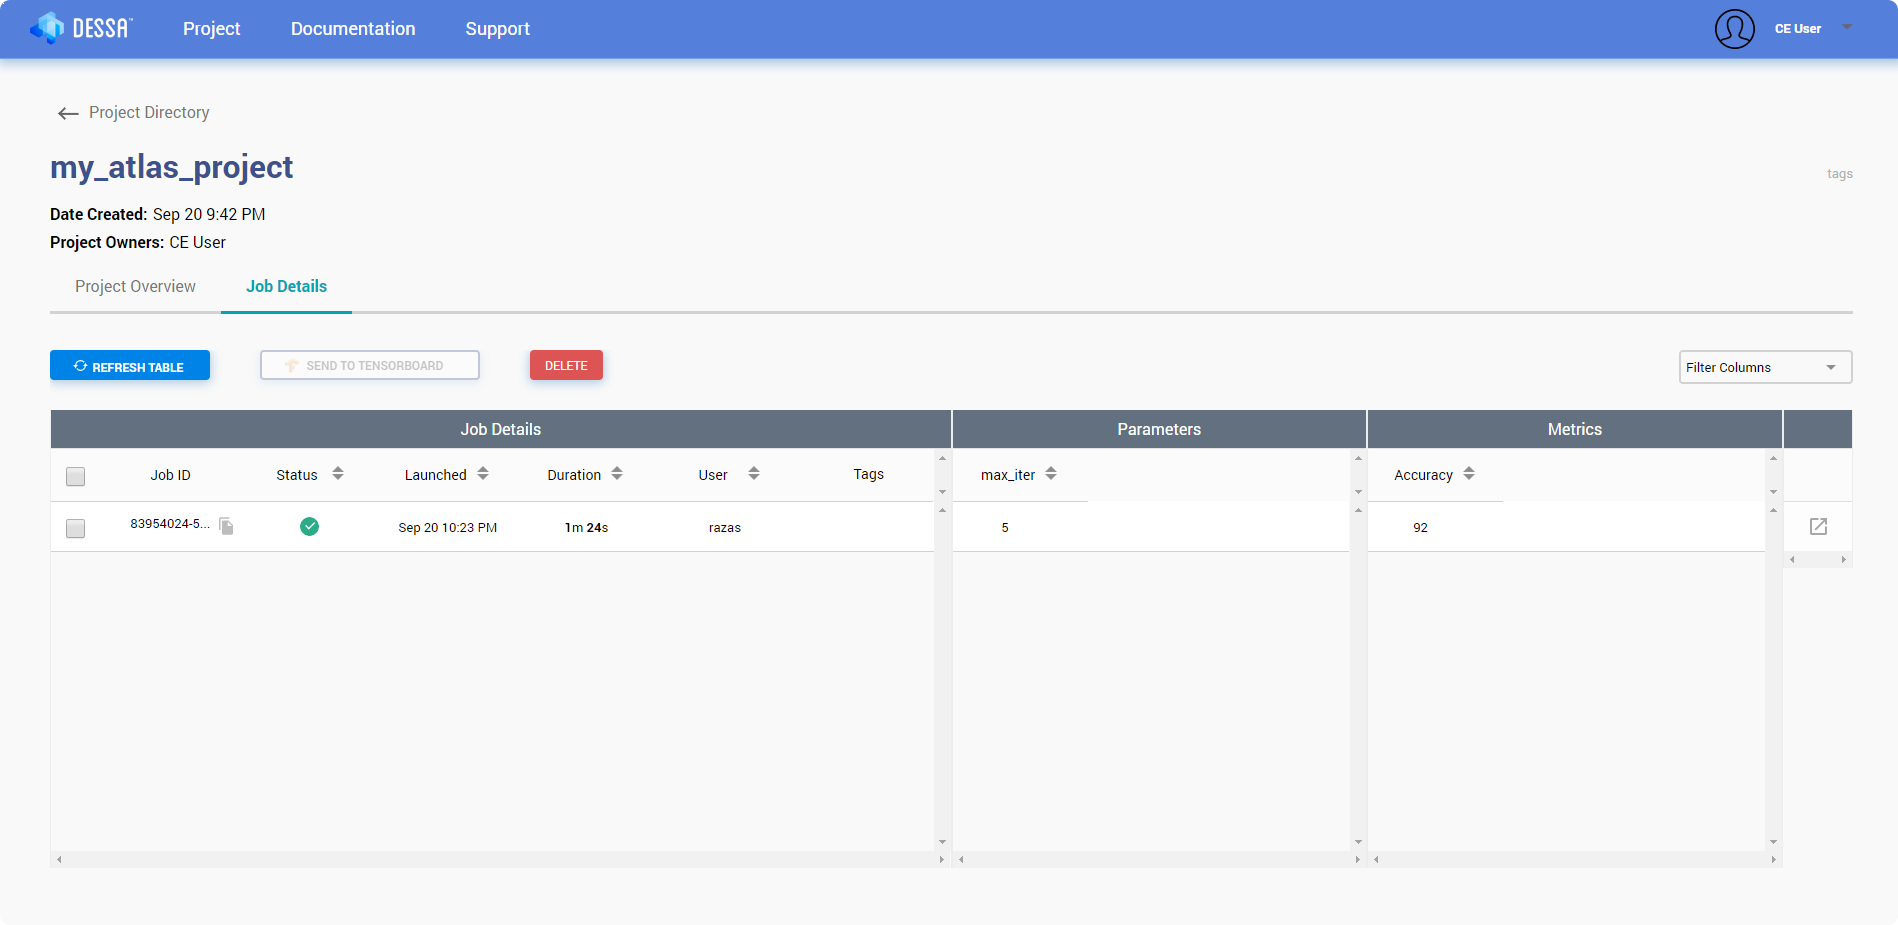 DESSA™ Project Documentation Support CE User
Project Directory
my_atlas_project
tags
Date Created: Sep 20 9:42 PM
Project Owners: CE User
Project Overview Job Details
REFRESH TABLE SEND TO TENSORBOARD DELETE Filter Columns
Job Details Parameters Metrics
Job ID Status Launched Duration User Tags max_iter Accuracy
83954024-5... Sep 20 10:23 PM 1m 24s razas 5 92